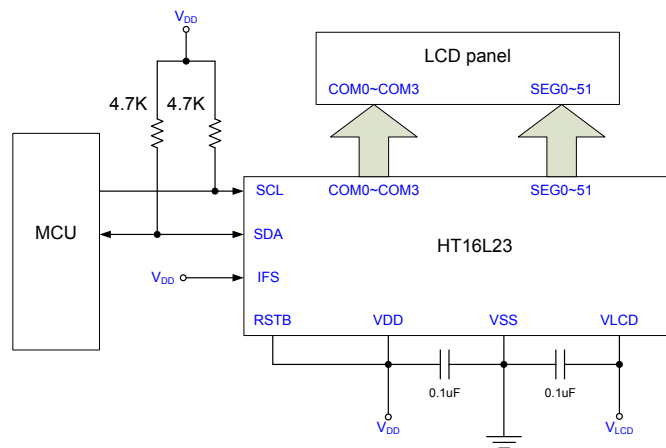 VDD
LCD panel
4.7K 4.7K
COM0~COM3 SEG0~51
MCU
SCL COM0~COM3 SEG0~51
SDA
HT16L23
VDD IFS
RSTB VDD VSS VLCD
0.1uF 0.1uF
VDD VLCD